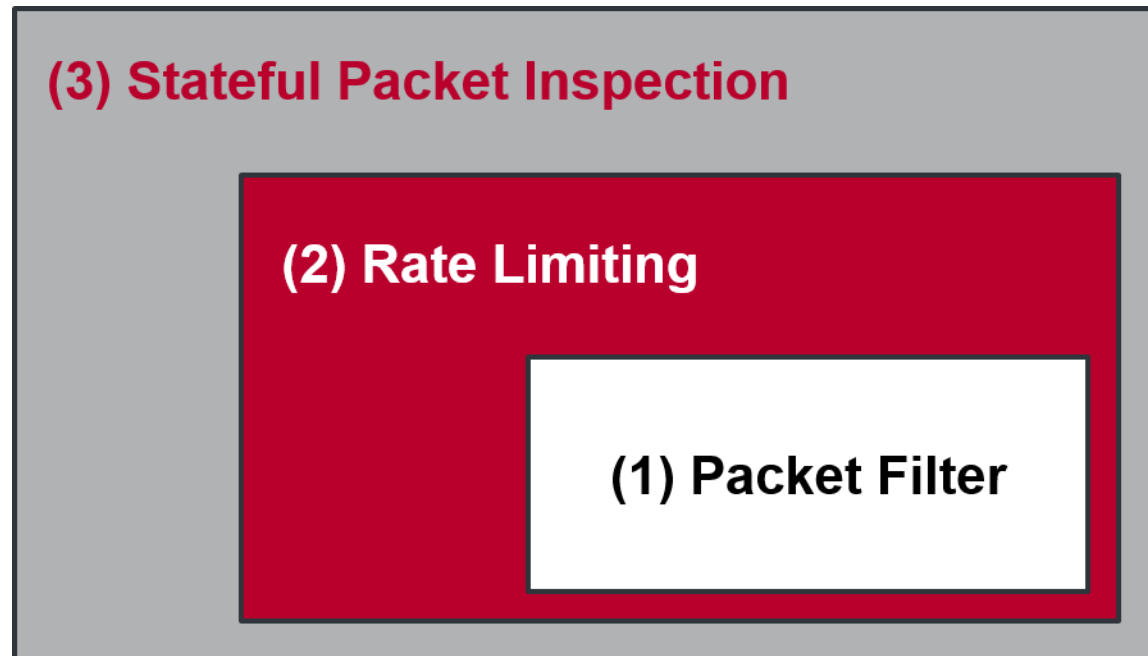 (3) Stateful Packet Inspection
(2) Rate Limiting
(1) Packet Filter